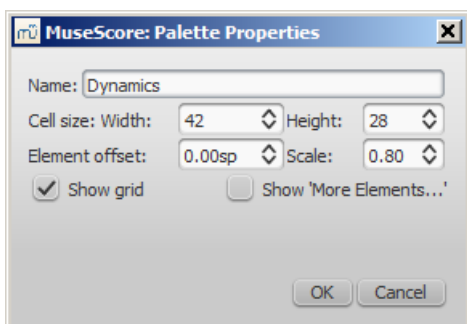 mü MuseScore: Palette Properties
Name: Dynamics
Cell size: Width: 42 Height: 28
Element offset: 0.00sp Scale: 0.80
Show grid Show 'More Elements...'
OK Cancel